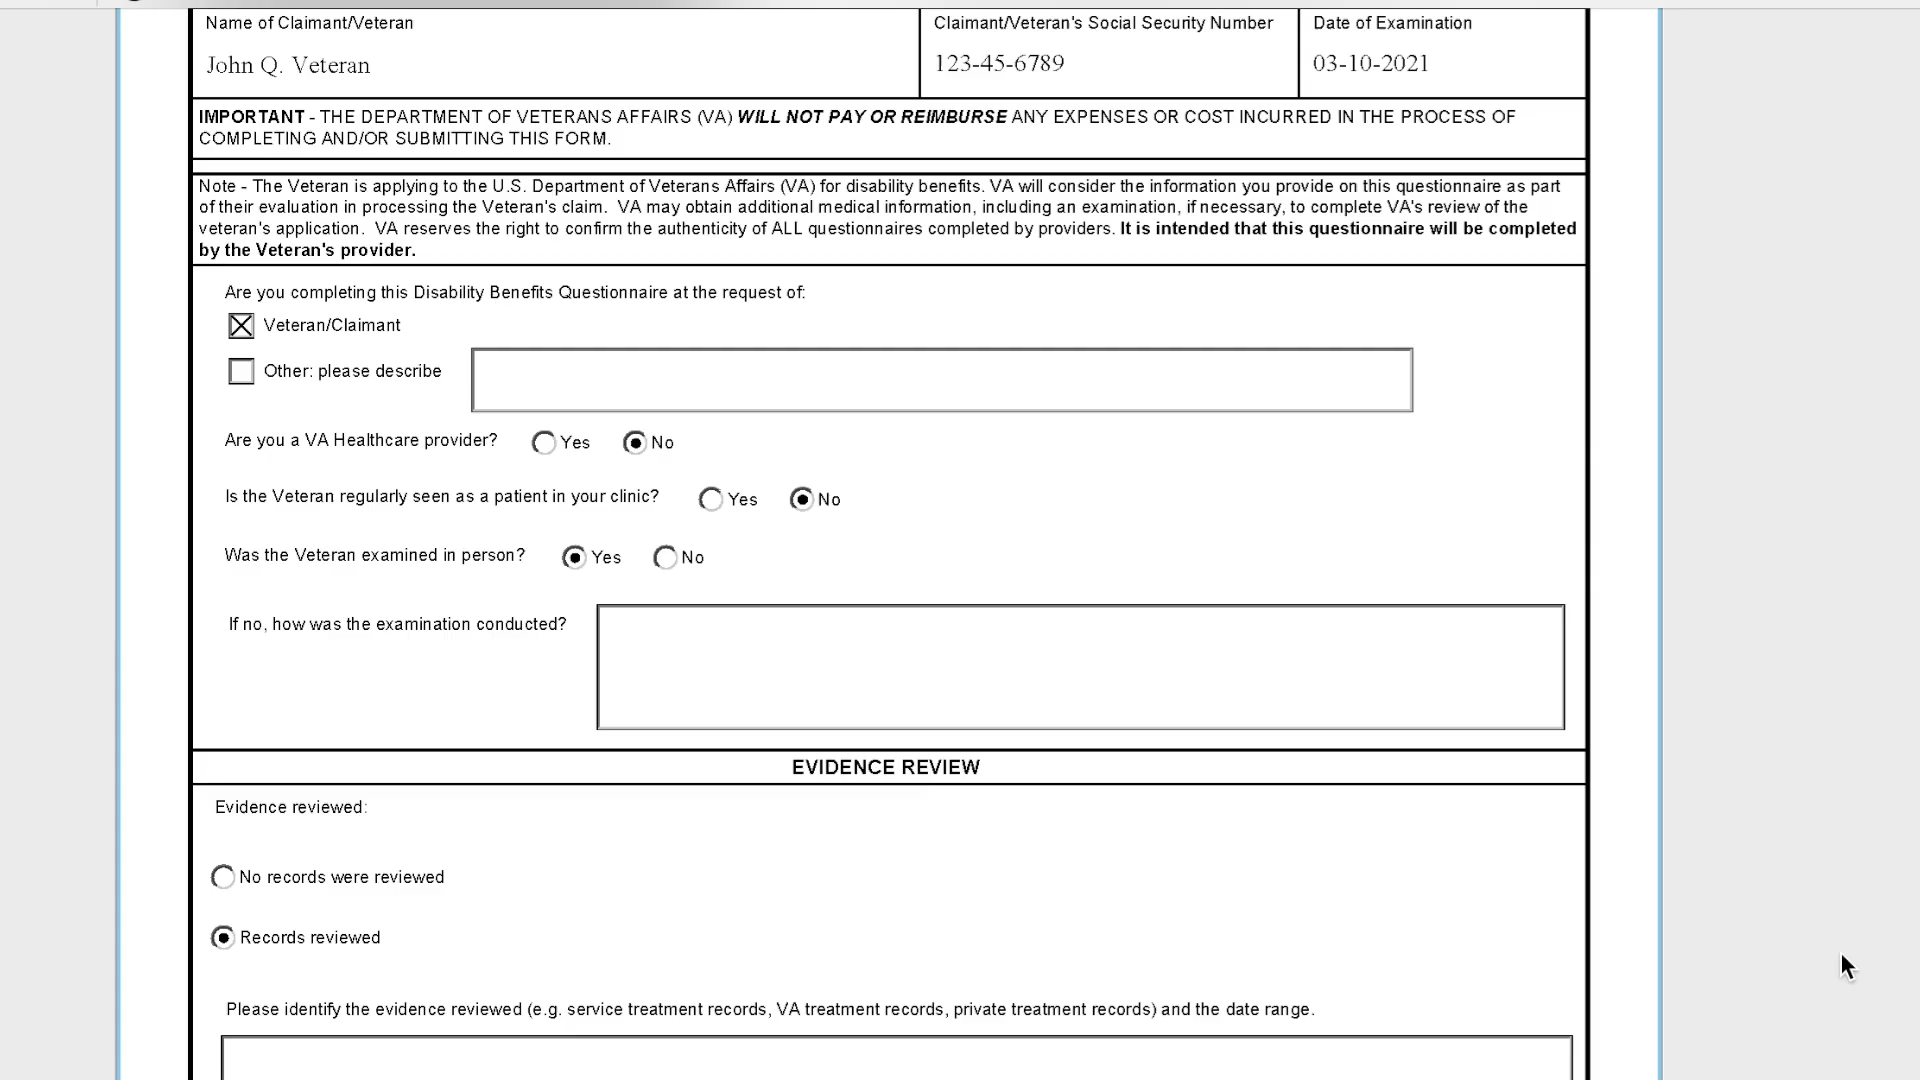 Name of Claimant/Veteran
Claimant/Veteran's Social Security Number
Date of Examination
John Q. Veteran
123-45-6789
03-10-2021
IMPORTANT - THE DEPARTMENT OF VETERANS AFFAIRS (VA) WILL NOT PAY OR REIMBURSE ANY EXPENSES OR COST INCURRED IN THE PROCESS OF
COMPLETING AND/OR SUBMITTING THIS FORM.
Note - The Veteran is applying to the U.S. Department of Veterans Affairs (VA) for disability benefits. VA will consider the information you provide on this questionnaire as part
of their evaluation in processing the Veteran's claim. VA may obtain additional medical information, including an examination, if necessary, to complete VA's review of the
veteran's application. VA reserves the right to confirm the authenticity of ALL questionnaires completed by providers. It is intended that this questionnaire will be completed
by the Veteran's provider.
Are you completing this Disability Benefits Questionnaire at the request of:
Veteran/Claimant
Other: please describe
Are you a VA Healthcare provider? Yes No
Is the Veteran regularly seen as a patient in your clinic? Yes No
Was the Veteran examined in person? Yes No
If no, how was the examination conducted?
EVIDENCE REVIEW
Evidence reviewed:
No records were reviewed
Records reviewed
Please identify the evidence reviewed (e.g. service treatment records, VA treatment records, private treatment records) and the date range.